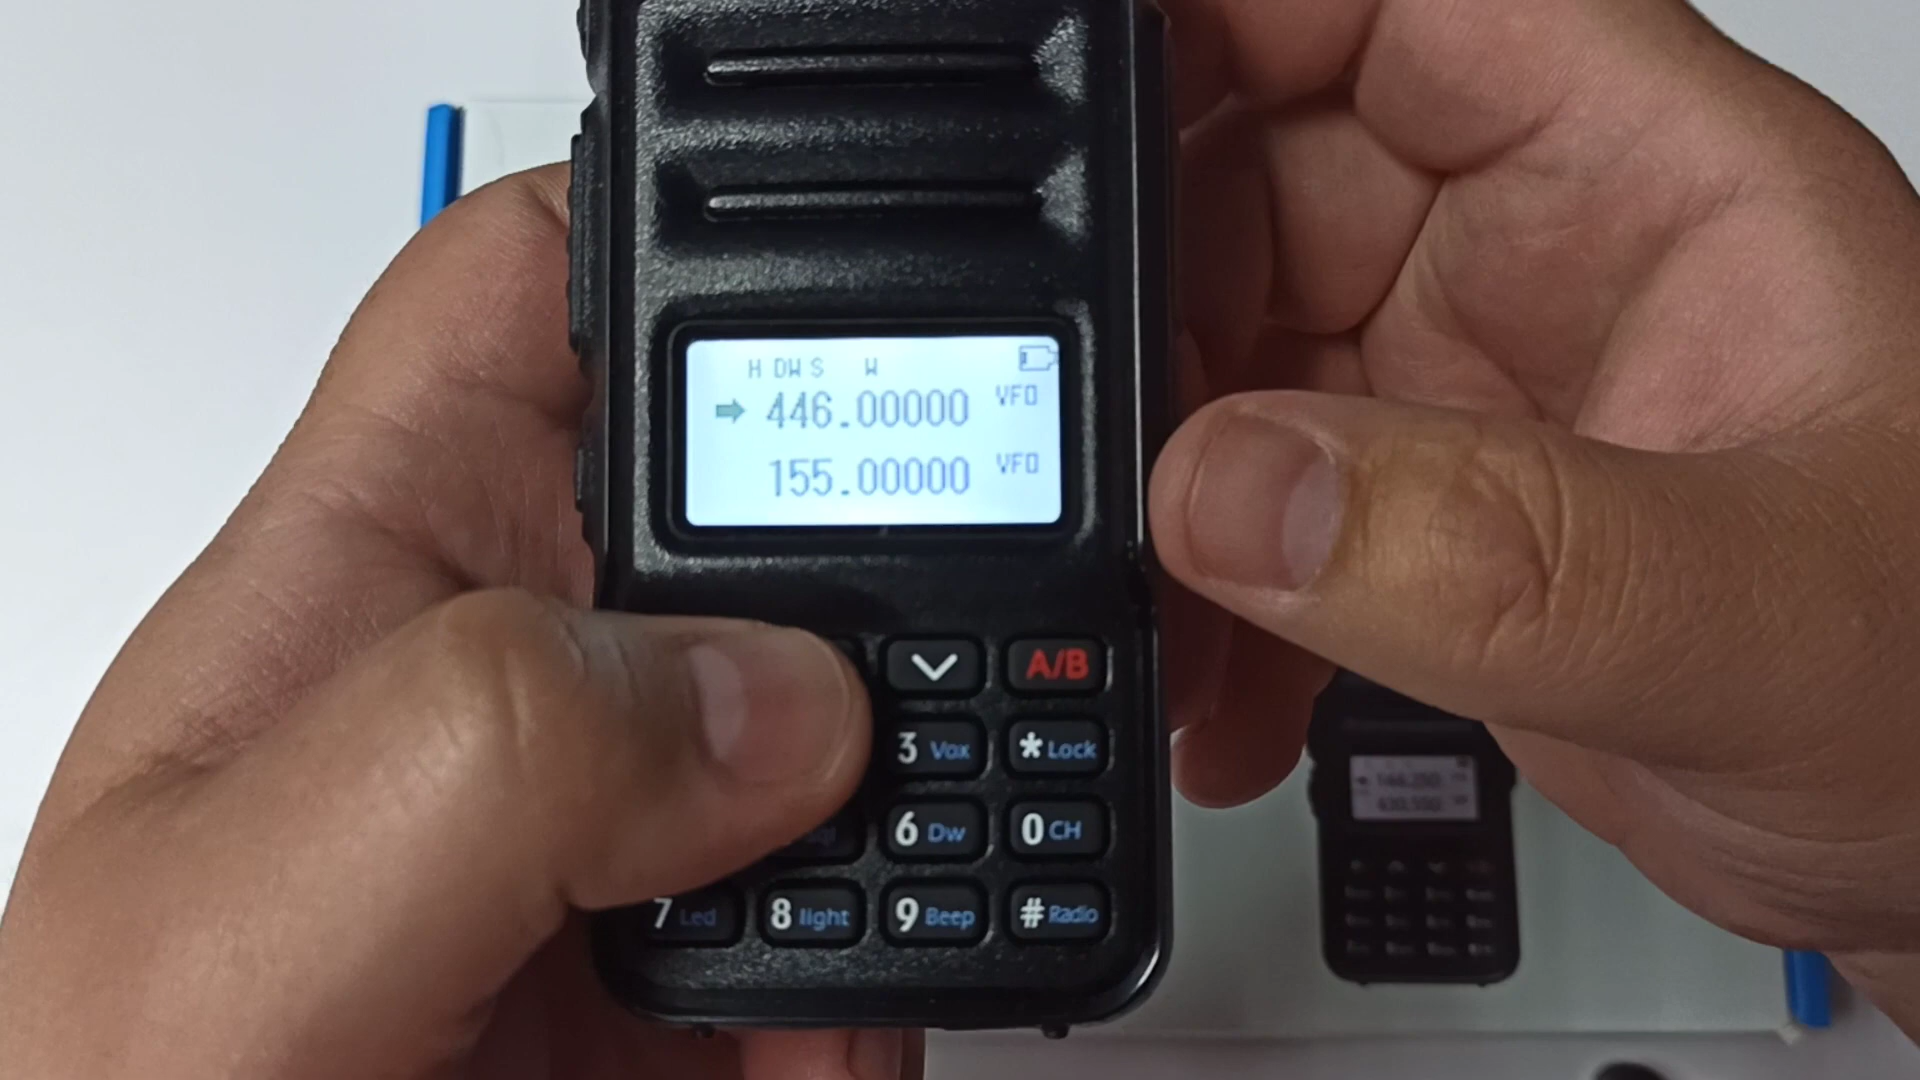 H DW S W
446.00000 VFO
155.00000 VFO
A/B
3 Vox * Lock
6 Dw 0 CH
7 Led 8 light 9 Beep # Radio